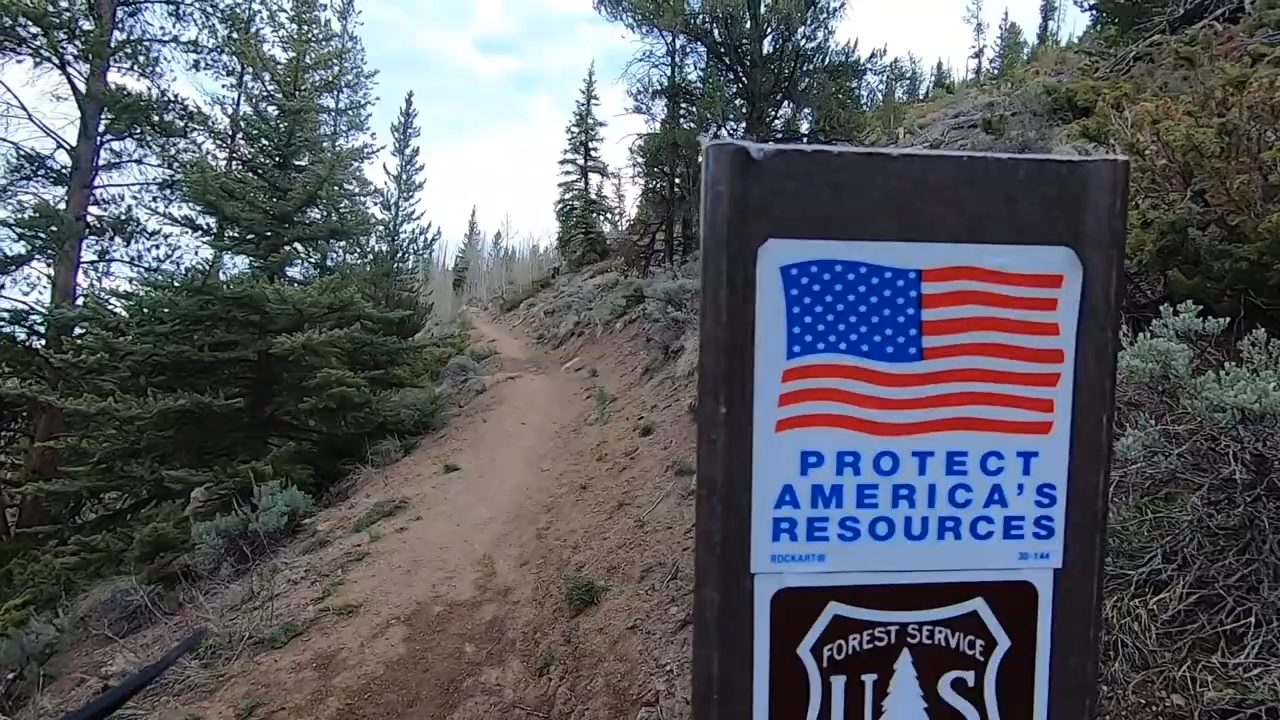 PROTECT
AMERICA'S
RESOURCES
ROCKART® 30-144
FOREST SERVICE
U S